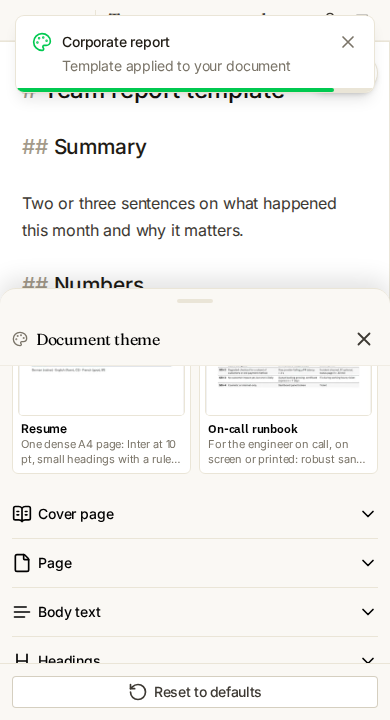 Corporate report
Template applied to your document
# Team report template
## Summary
Two or three sentences on what happened
this month and why it matters.
## Numbers
Document theme
Resume
One dense A4 page: Inter at 10
pt, small headings with a rule...
On-call runbook
For the engineer on call, on
screen or printed: robust san...
Cover page
Page
Body text
Headings
Reset to defaults